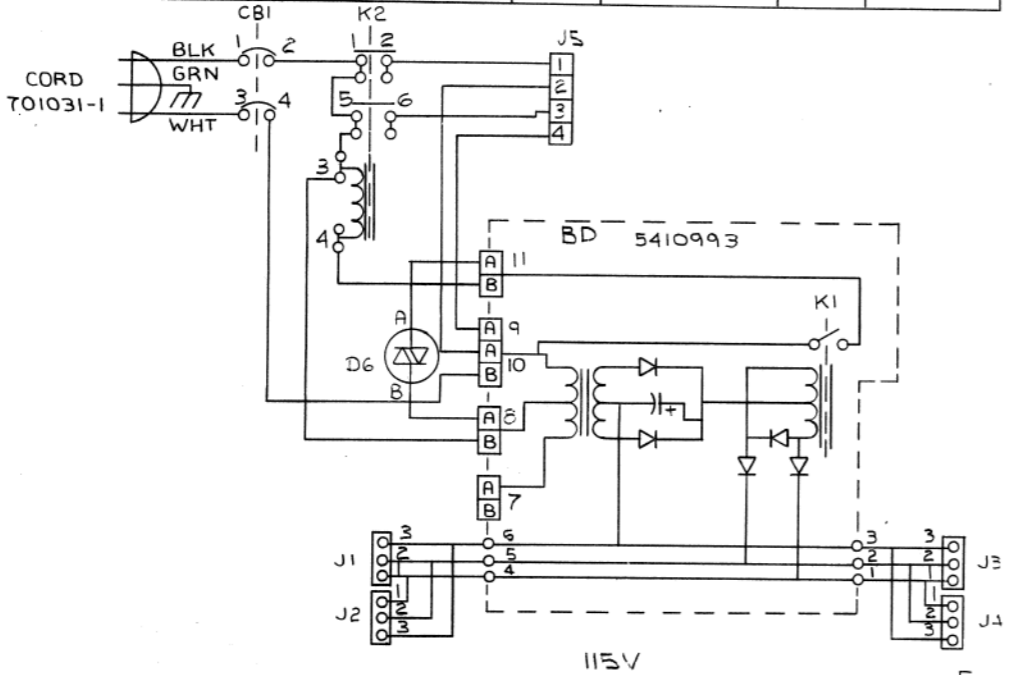 CB1 K2
1 2 1 2 J5
BLK
GRN
CORD
701031-1
3 4
WHT
5 6
1
2
3
4
3
4
BD 5410993
A 11
B
K1
A 9
A
10
B
A
D6
B
A 8
B
A
7
B
3 6 3 3
J1 2 5 2 2 J3
1 4 1 1
J2 2 2 J4
3 3
115V